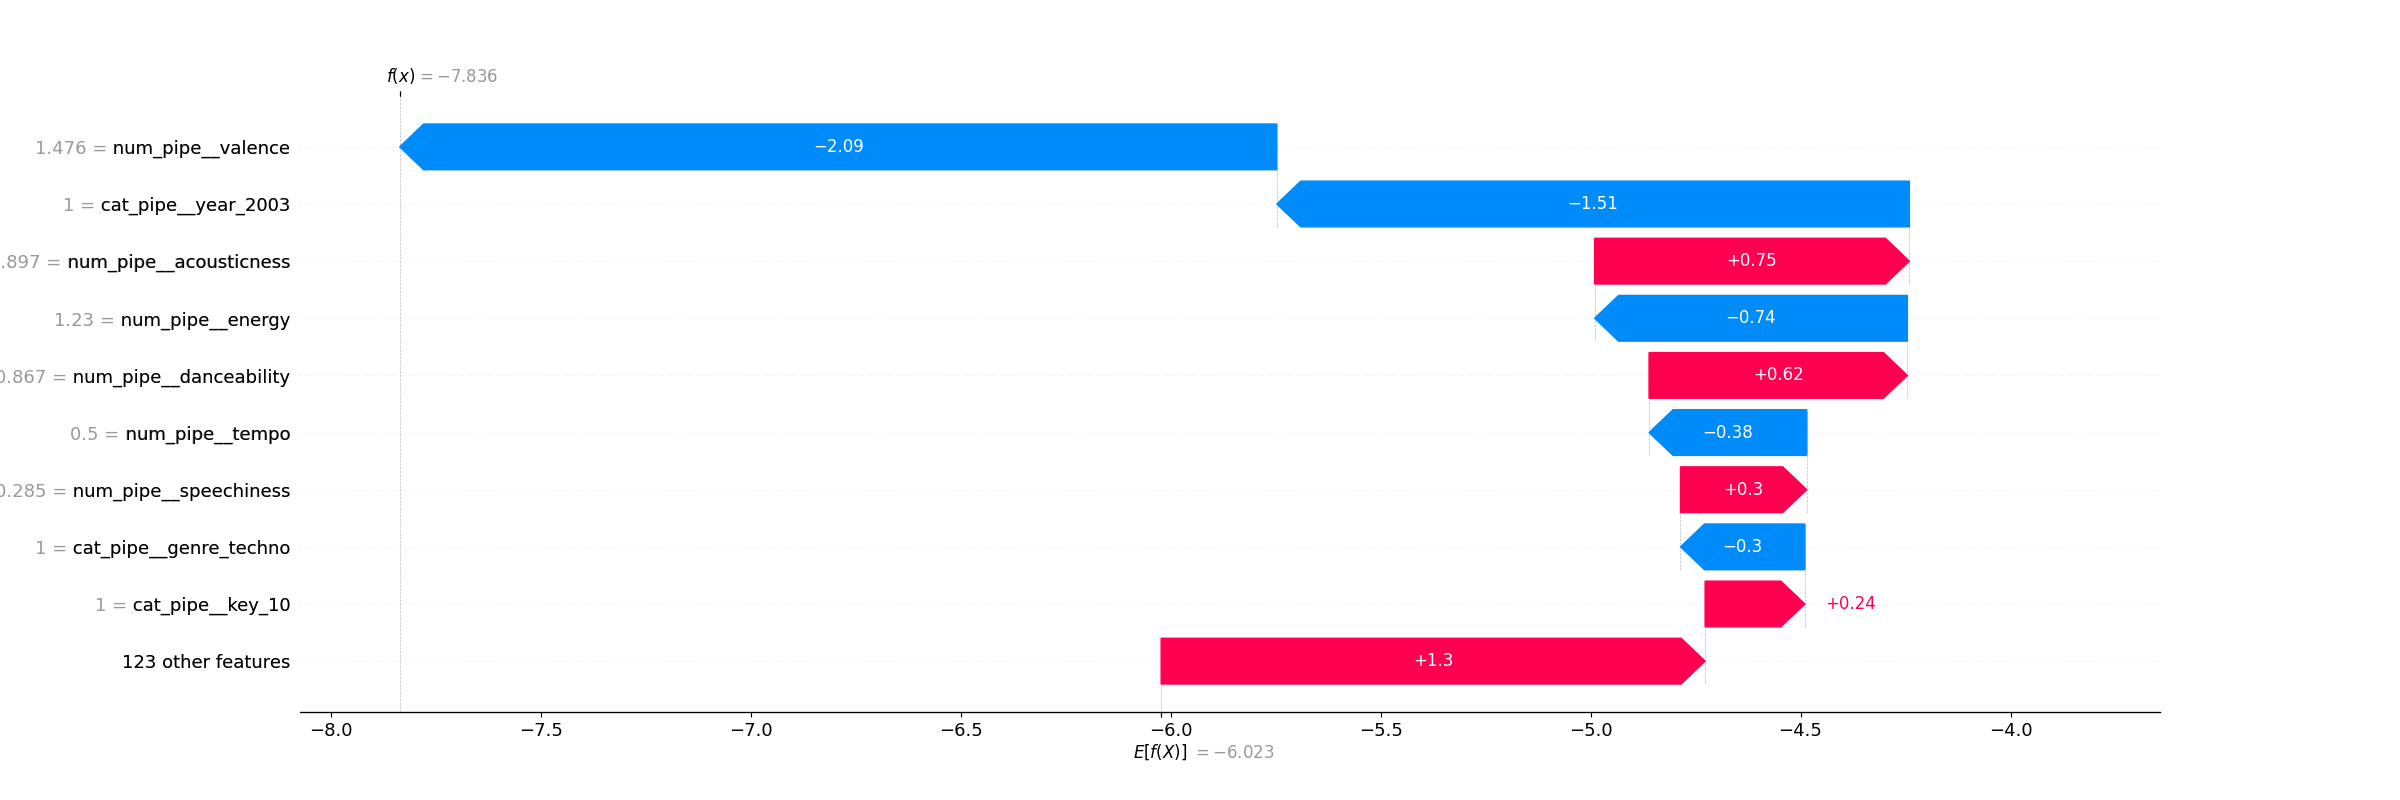 f(x) = −7.836
1.476 = num_pipe__valence
−2.09
1 = cat_pipe__year_2003
−1.51
.897 = num_pipe__acousticness
+0.75
1.23 = num_pipe__energy
−0.74
0.867 = num_pipe__danceability
+0.62
0.5 = num_pipe__tempo
−0.38
0.285 = num_pipe__speechiness
+0.3
1 = cat_pipe__genre_techno
−0.3
1 = cat_pipe__key_10
+0.24
123 other features
+1.3
−8.0 −7.5 −7.0 −6.5 −6.0 −5.5 −5.0 −4.5 −4.0
E[f(X)] = −6.023